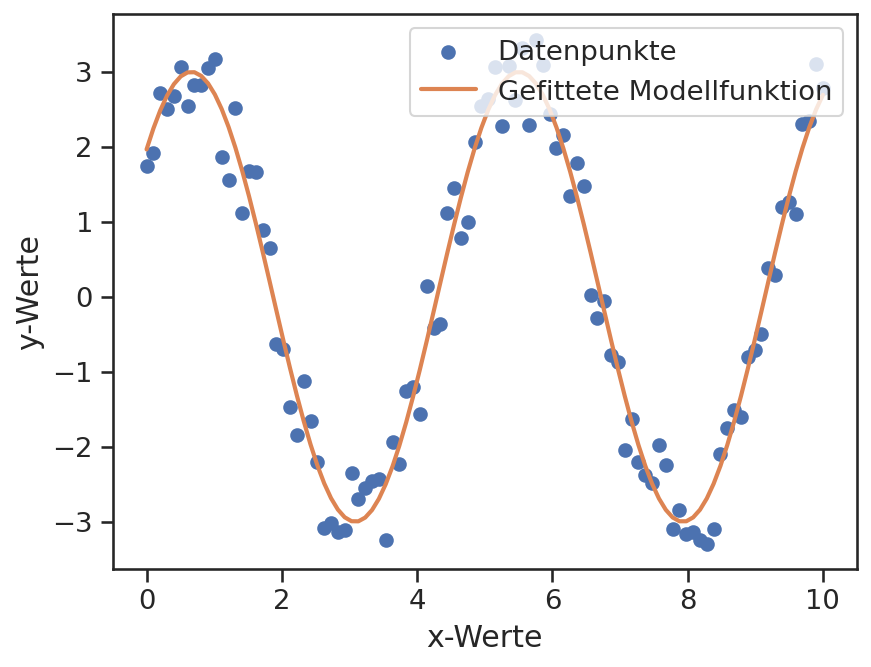 Datenpunkte
Gefittete Modellfunktion
y-Werte
3
2
1
0
−1
−2
−3
0 2 4 6 8 10
x-Werte